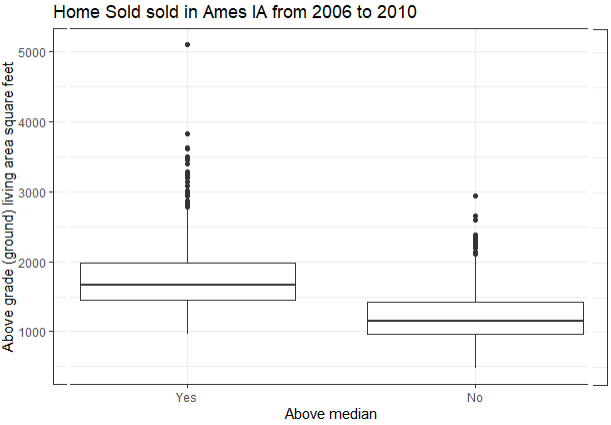 Home Sold sold in Ames IA from 2006 to 2010
Above grade (ground) living area square feet
5000
4000
3000
2000
1000
Yes
No
Above median